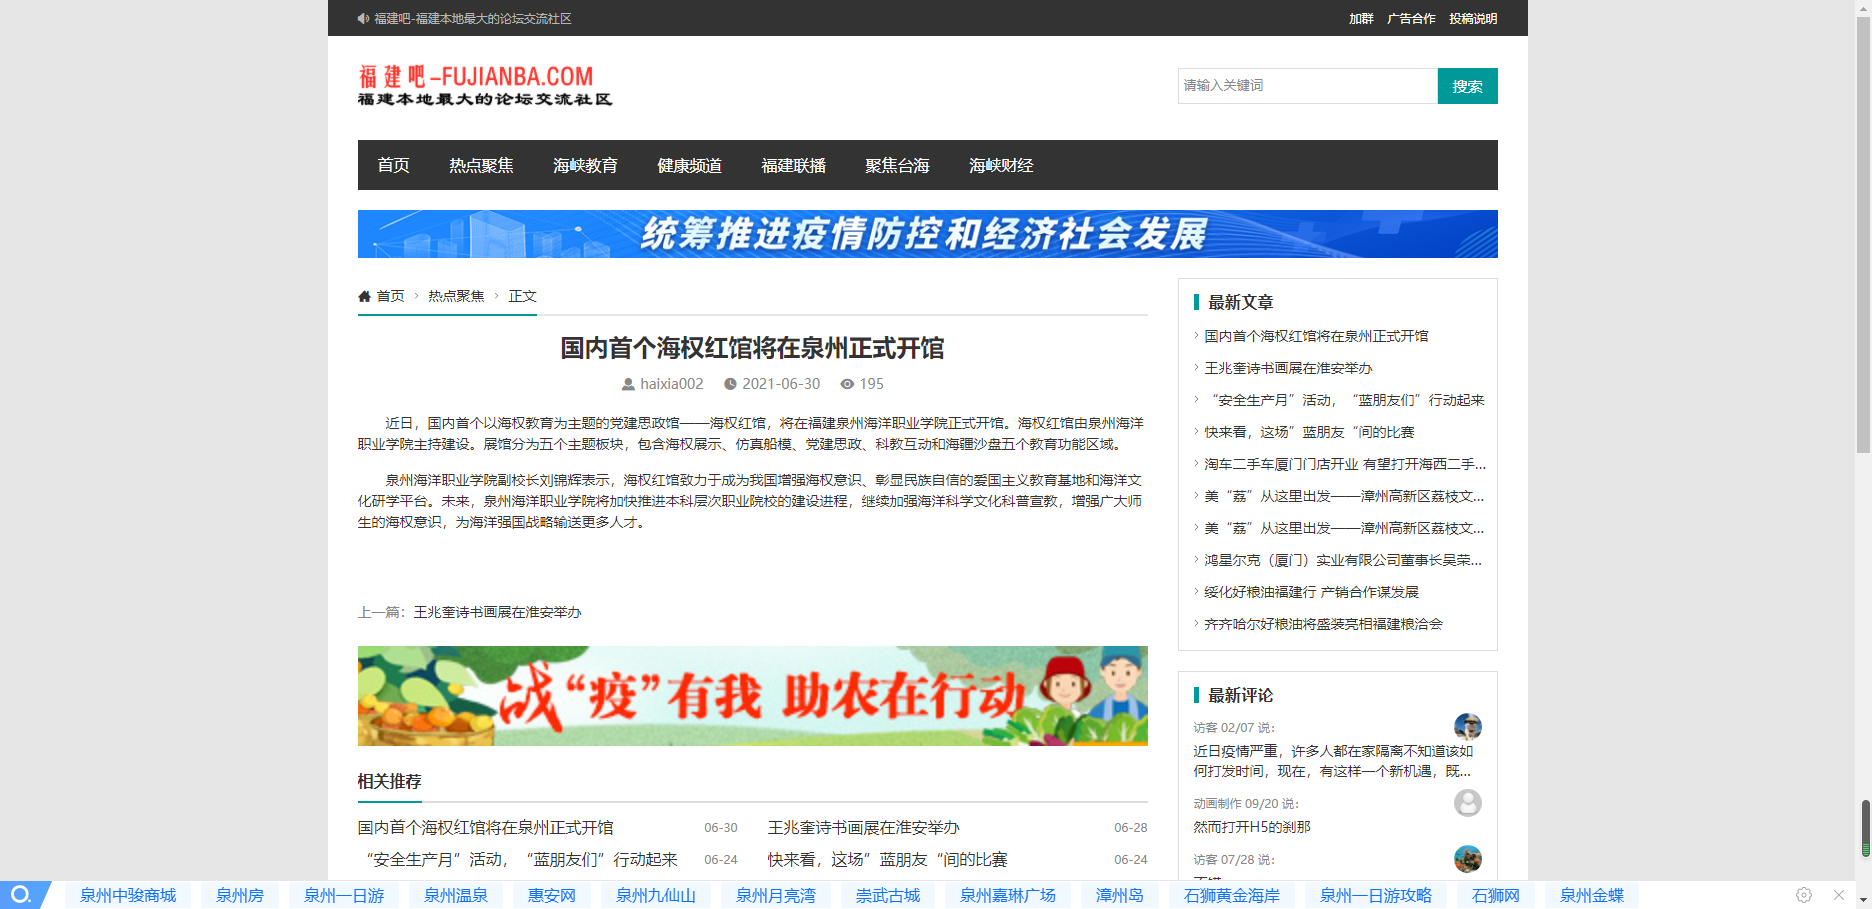 福建吧-福建本地最大的论坛交流社区
加群 广告合作 投稿说明
福建吧-FUJIANBA.COM
福建本地最大的论坛交流社区
请输入关键词 搜索
首页 热点聚焦 海峡教育 健康频道 福建联播 聚焦台海 海峡财经
统筹推进疫情防控和经济社会发展
首页 > 热点聚焦 > 正文
国内首个海权红馆将在泉州正式开馆
haixia002 2021-06-30 195
近日，国内首个以海权教育为主题的党建思政馆——海权红馆，将在福建泉州海洋职业学院正式开馆。海权红馆由泉州海洋
职业学院主持建设。展馆分为五个主题板块，包含海权展示、仿真船模、党建思政、科教互动和海疆沙盘五个教育功能区域。
泉州海洋职业学院副校长刘锦辉表示，海权红馆致力于成为我国增强海权意识、彰显民族自信的爱国主义教育基地和海洋文
化研学平台。未来，泉州海洋职业学院将加快推进本科层次职业院校的建设进程，继续加强海洋科学文化科普宣教，增强广大师
生的海权意识，为海洋强国战略输送更多人才。
上一篇：王兆奎诗书画展在淮安举办
战“疫”有我 助农在行动
相关推荐
国内首个海权红馆将在泉州正式开馆 06-30
王兆奎诗书画展在淮安举办 06-28
“安全生产月”活动，“蓝朋友们”行动起来 06-24
快来看，这场”蓝朋友“间的比赛 06-24
最新文章
国内首个海权红馆将在泉州正式开馆
王兆奎诗书画展在淮安举办
“安全生产月”活动，“蓝朋友们”行动起来
快来看，这场”蓝朋友“间的比赛
淘车二手车厦门门店开业 有望打开海西二手...
美“荔”从这里出发——漳州高新区荔枝文...
美“荔”从这里出发——漳州高新区荔枝文...
鸿星尔克（厦门）实业有限公司董事长吴荣...
绥化好粮油福建行 产销合作谋发展
齐齐哈尔好粮油将盛装亮相福建粮洽会
最新评论
访客 02/07 说：
近日疫情严重，许多人都在家隔离不知道该如
何打发时间，现在，有这样一个新机遇，既...
动画制作 09/20 说：
然而打开H5的刹那
访客 07/28 说：
泉州中骏商城 泉州房 泉州一日游 泉州温泉 惠安网 泉州九仙山 泉州月亮湾 崇武古城 泉州嘉琳广场 漳州岛 石狮黄金海岸 泉州一日游攻略 石狮网 泉州金蝶